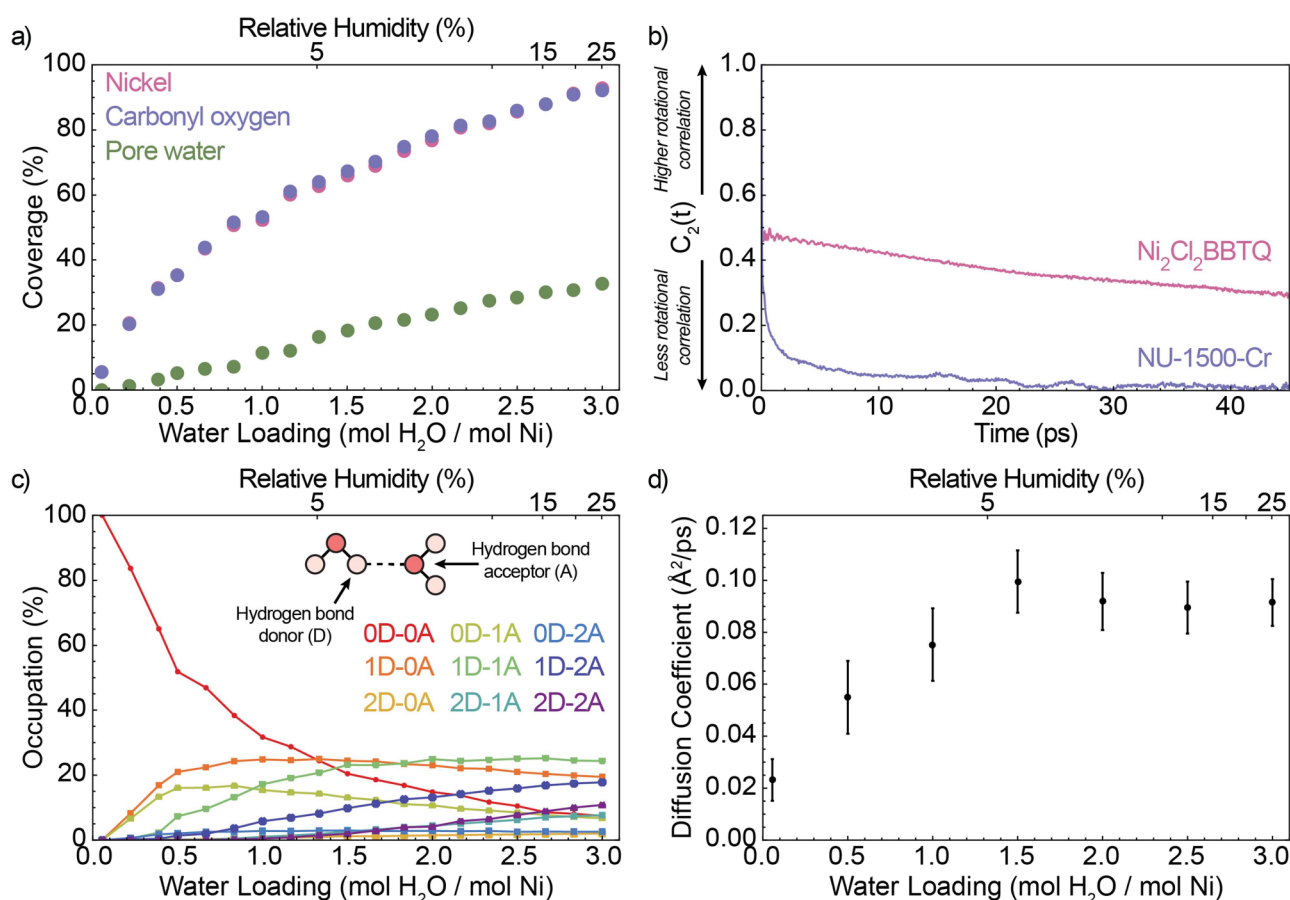 a)
Relative Humidity (%)
5 15 25
100
80
60
40
20
0
Coverage (%)
Nickel
Carbonyl oxygen
Pore water
0.0 0.5 1.0 1.5 2.0 2.5 3.0
Water Loading (mol H₂O / mol Ni)
b)
Higher rotational
correlation
Less rotational
correlation
C₂(t)
1.0
0.8
0.6
0.4
0.2
0.0
Ni₂Cl₂BBTQ
NU-1500-Cr
0 10 20 30 40
Time (ps)
c)
Relative Humidity (%)
5 15 25
100
80
60
40
20
0
Occupation (%)
Hydrogen bond
acceptor (A)
Hydrogen bond
donor (D)
0D-0A 0D-1A 0D-2A
1D-0A 1D-1A 1D-2A
2D-0A 2D-1A 2D-2A
0.0 0.5 1.0 1.5 2.0 2.5 3.0
Water Loading (mol H₂O / mol Ni)
d)
Relative Humidity (%)
5 15 25
0.12
0.10
0.08
0.06
0.04
0.02
0.00
Diffusion Coefficient (Å²/ps)
0.0 0.5 1.0 1.5 2.0 2.5 3.0
Water Loading (mol H₂O / mol Ni)